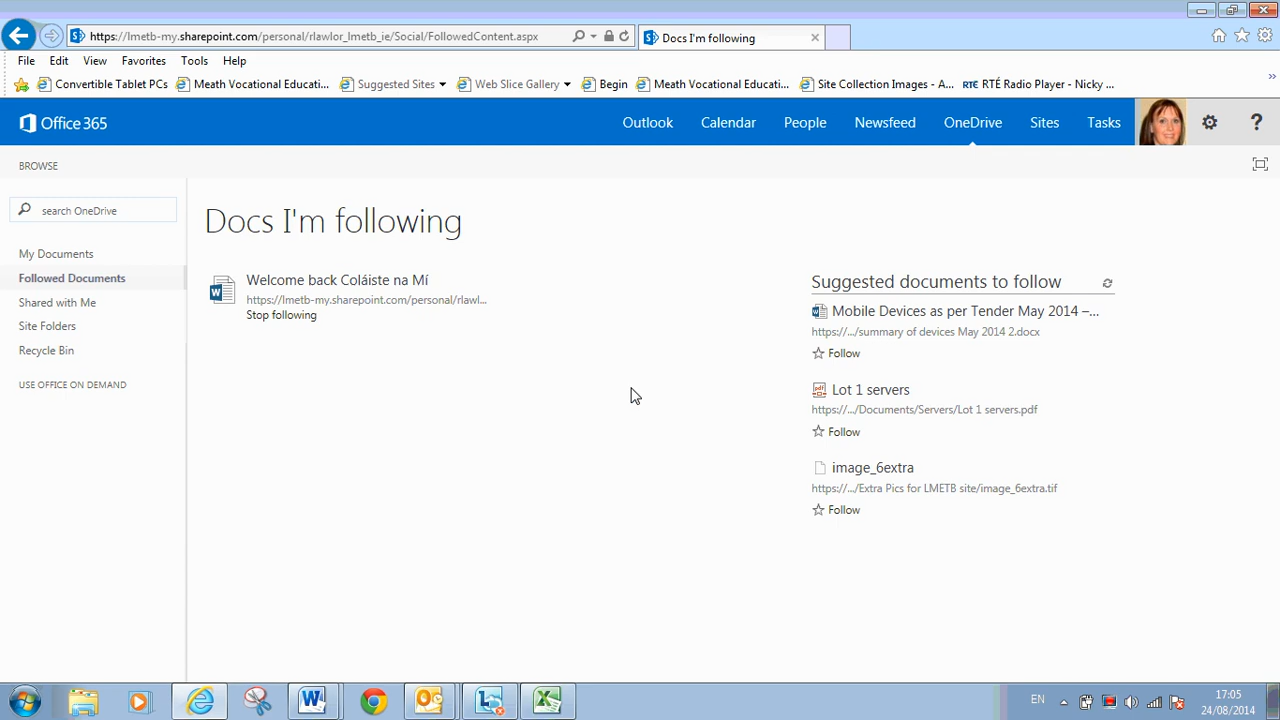 https://lmetb-my.sharepoint.com/personal/rlawlor_lmetb_ie/Social/FollowedContent.aspx
Docs I'm following
File Edit View Favorites Tools Help
Convertible Tablet PCs Meath Vocational Educati... Suggested Sites Web Slice Gallery Begin Meath Vocational Educati... Site Collection Images - A... RTÉ RTÉ Radio Player - Nicky ...
Office 365 Outlook Calendar People Newsfeed OneDrive Sites Tasks ?
BROWSE
search OneDrive
My Documents
Followed Documents
Shared with Me
Site Folders
Recycle Bin
USE OFFICE ON DEMAND
Docs I'm following
Welcome back Coláiste na Mí
https://lmetb-my.sharepoint.com/personal/rlawl...
Stop following
Suggested documents to follow
Mobile Devices as per Tender May 2014 –...
https://.../summary of devices May 2014 2.docx
Follow
Lot 1 servers
https://.../Documents/Servers/Lot 1 servers.pdf
Follow
image_6extra
https://.../Extra Pics for LMETB site/image_6extra.tif
Follow
EN
17:05
24/08/2014